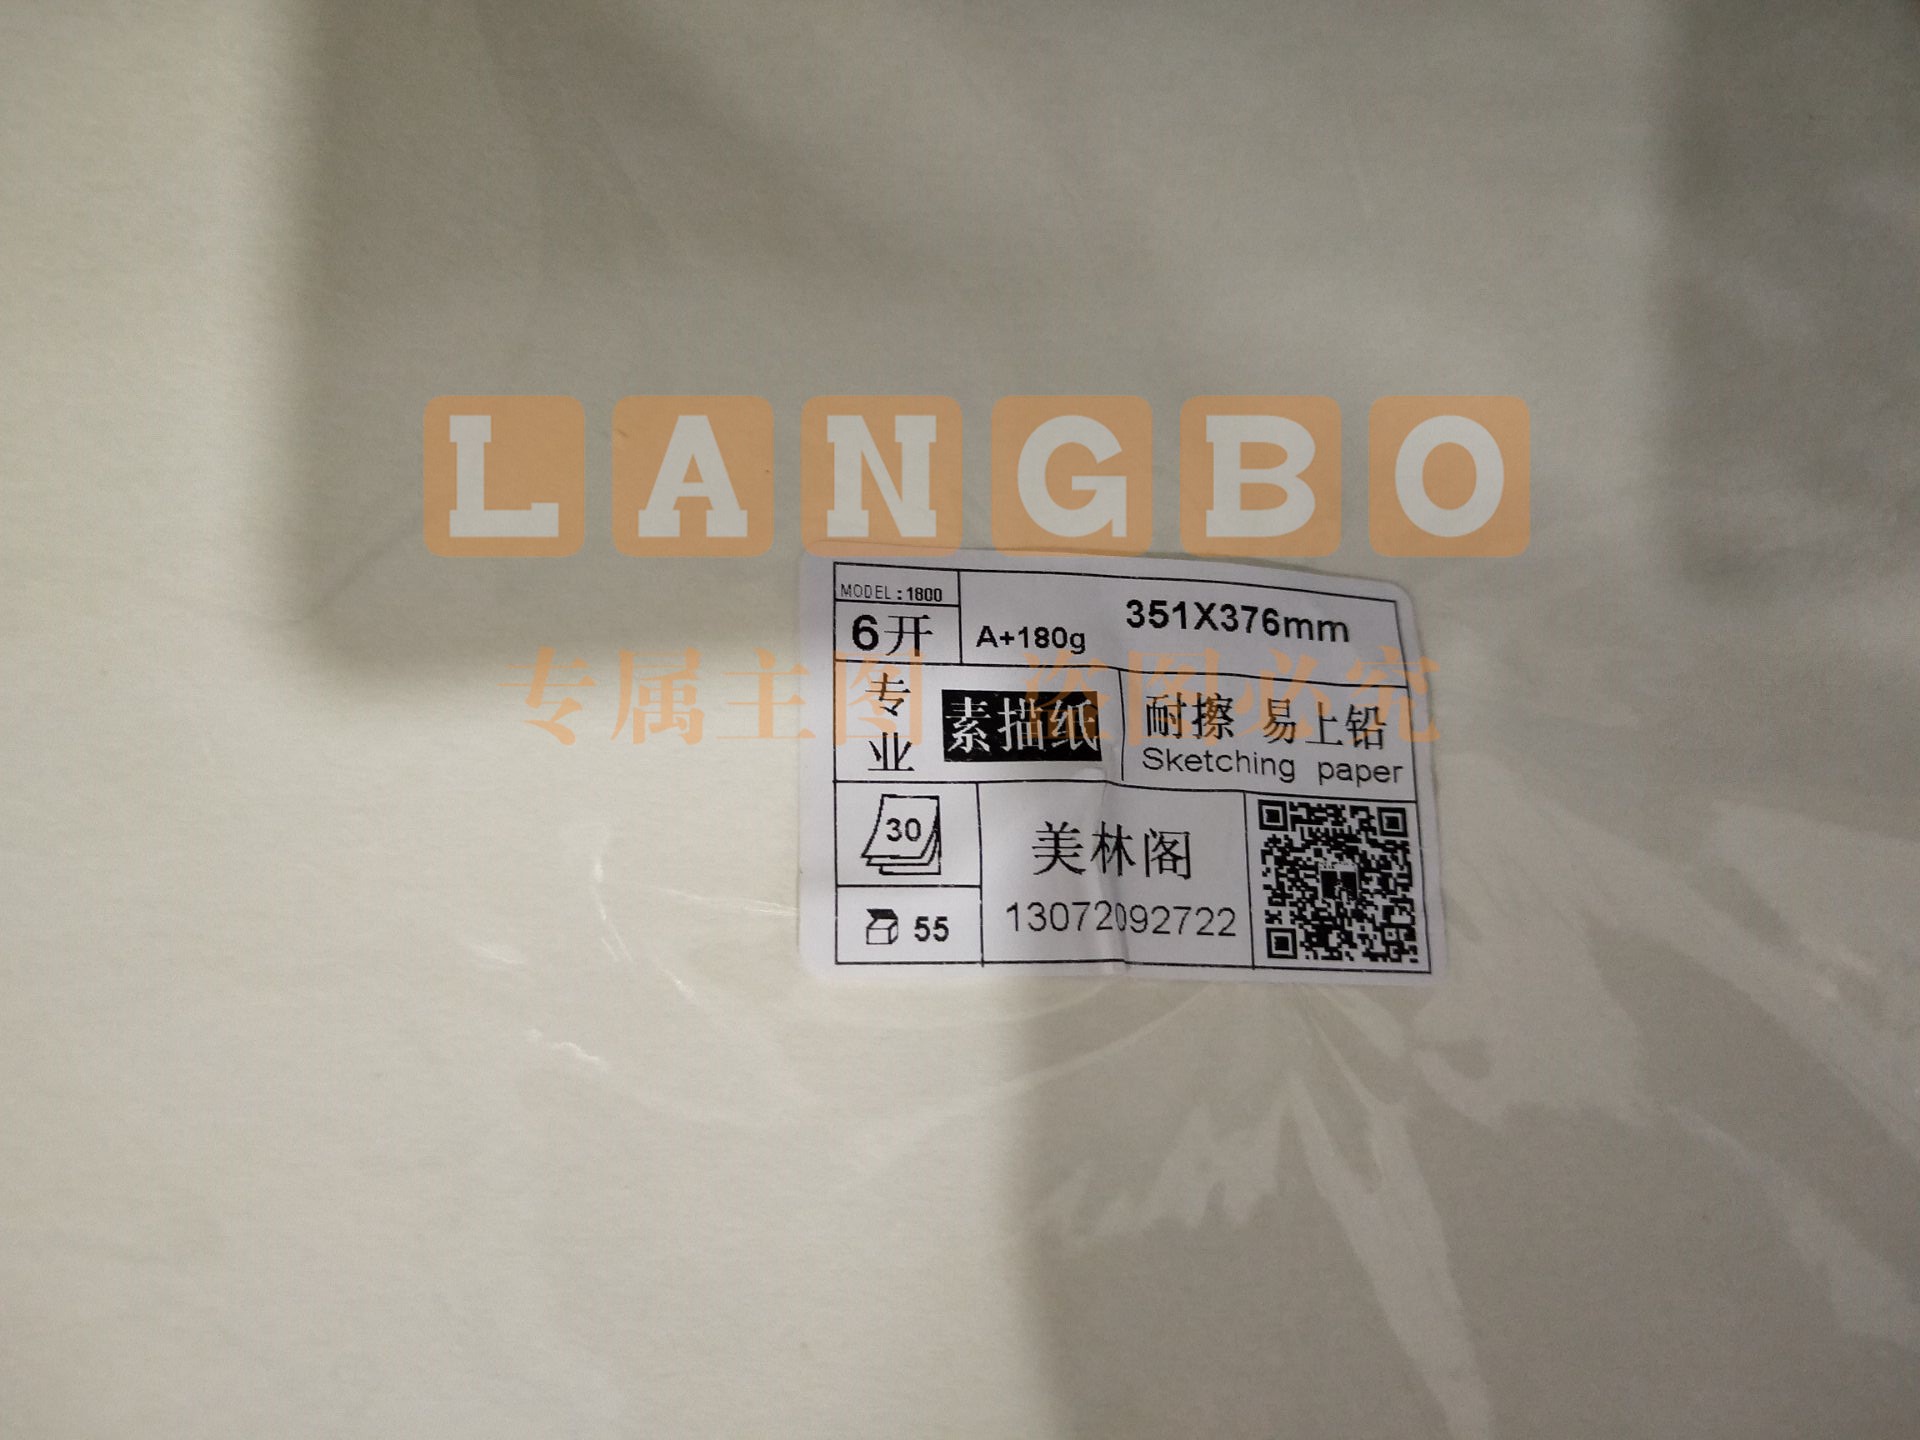 LANGBO
专属主图 盗图必究
MODEL:1800
6开
A+180g
351X376mm
专业
素描纸
耐擦 易上铅
Sketching paper
30
55
美林阁
13072092722